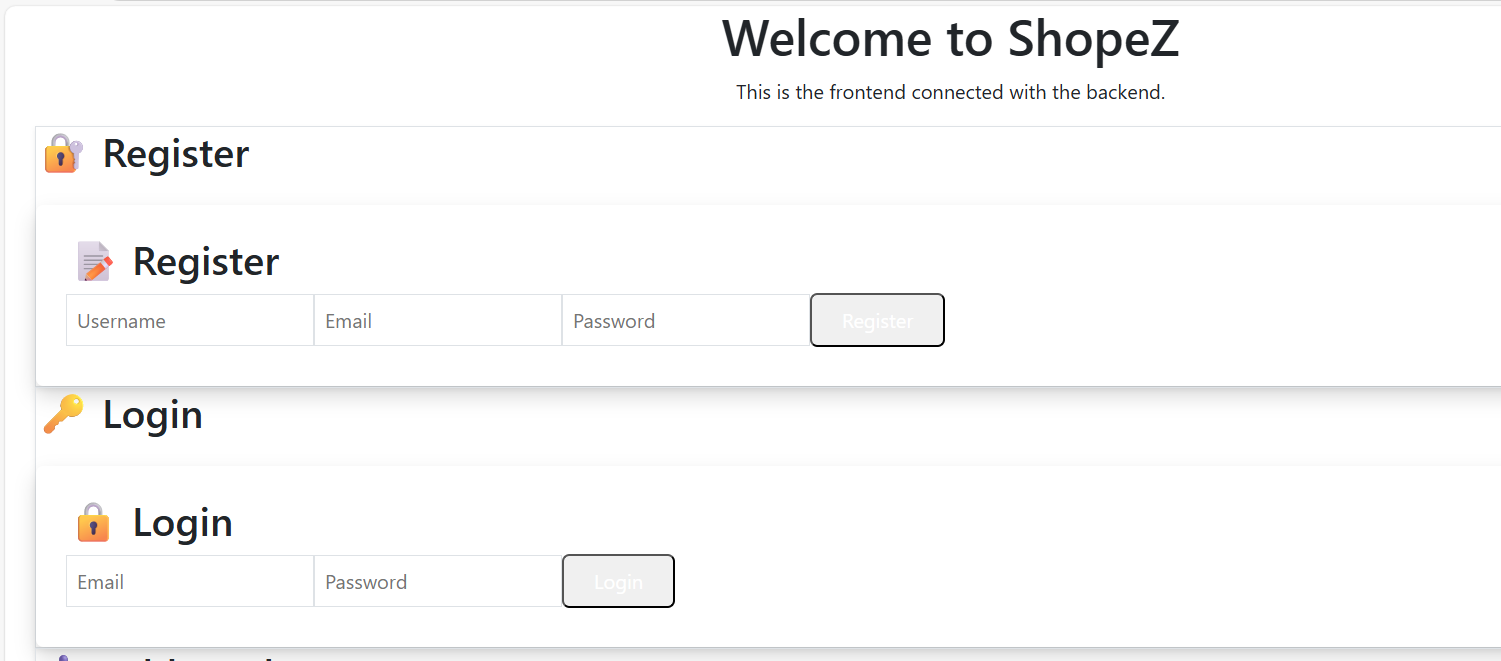 Welcome to ShopeZ
This is the frontend connected with the backend.
Register
Register
Username Email Password Register
Login
Login
Email Password Login